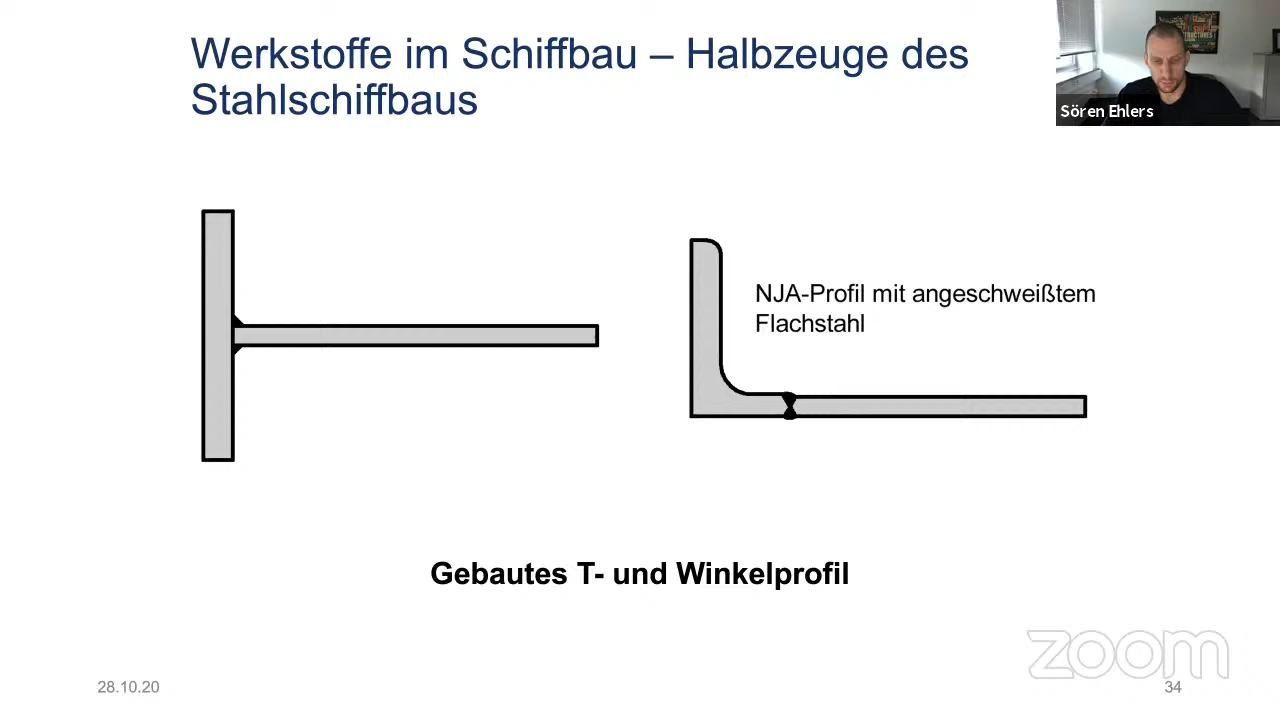 Werkstoffe im Schiffbau – Halbzeuge des
Stahlschiffbaus
Sören Ehlers
NJA-Profil mit angeschweißtem
Flachstahl
Gebautes T- und Winkelprofil
zoom
28.10.20
34